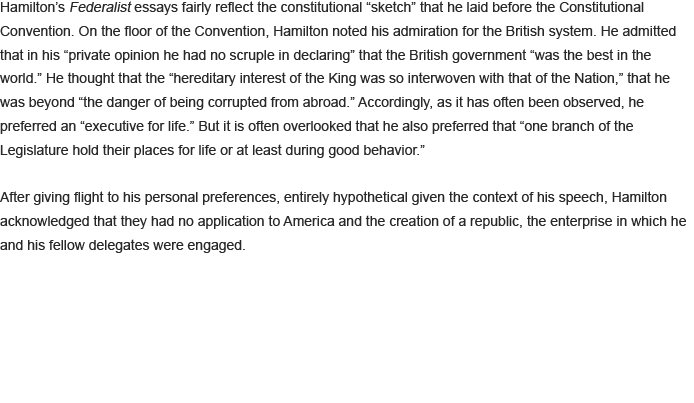 Hamilton’s Federalist essays fairly reflect the constitutional “sketch” that he laid before the Constitutional
Convention. On the floor of the Convention, Hamilton noted his admiration for the British system. He admitted
that in his “private opinion he had no scruple in declaring” that the British government “was the best in the
world.” He thought that the “hereditary interest of the King was so interwoven with that of the Nation,” that he
was beyond “the danger of being corrupted from abroad.” Accordingly, as it has often been observed, he
preferred an “executive for life.” But it is often overlooked that he also preferred that “one branch of the
Legislature hold their places for life or at least during good behavior.”
After giving flight to his personal preferences, entirely hypothetical given the context of his speech, Hamilton
acknowledged that they had no application to America and the creation of a republic, the enterprise in which he
and his fellow delegates were engaged.